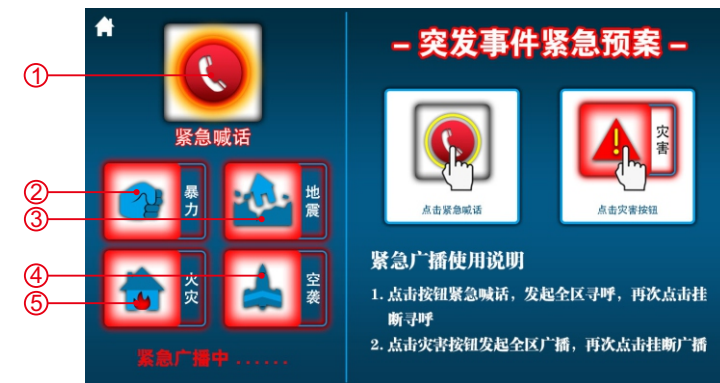 ①
紧急喊话
②
暴力
地震
③
④
火灾
空袭
⑤
紧急广播中......
– 突发事件紧急预案 –
灾害
点击紧急喊话
点击灾害按钮
紧急广播使用说明
1. 点击按钮紧急喊话，发起全区寻呼，再次点击挂
断寻呼
2. 点击灾害按钮发起全区广播，再次点击挂断广播